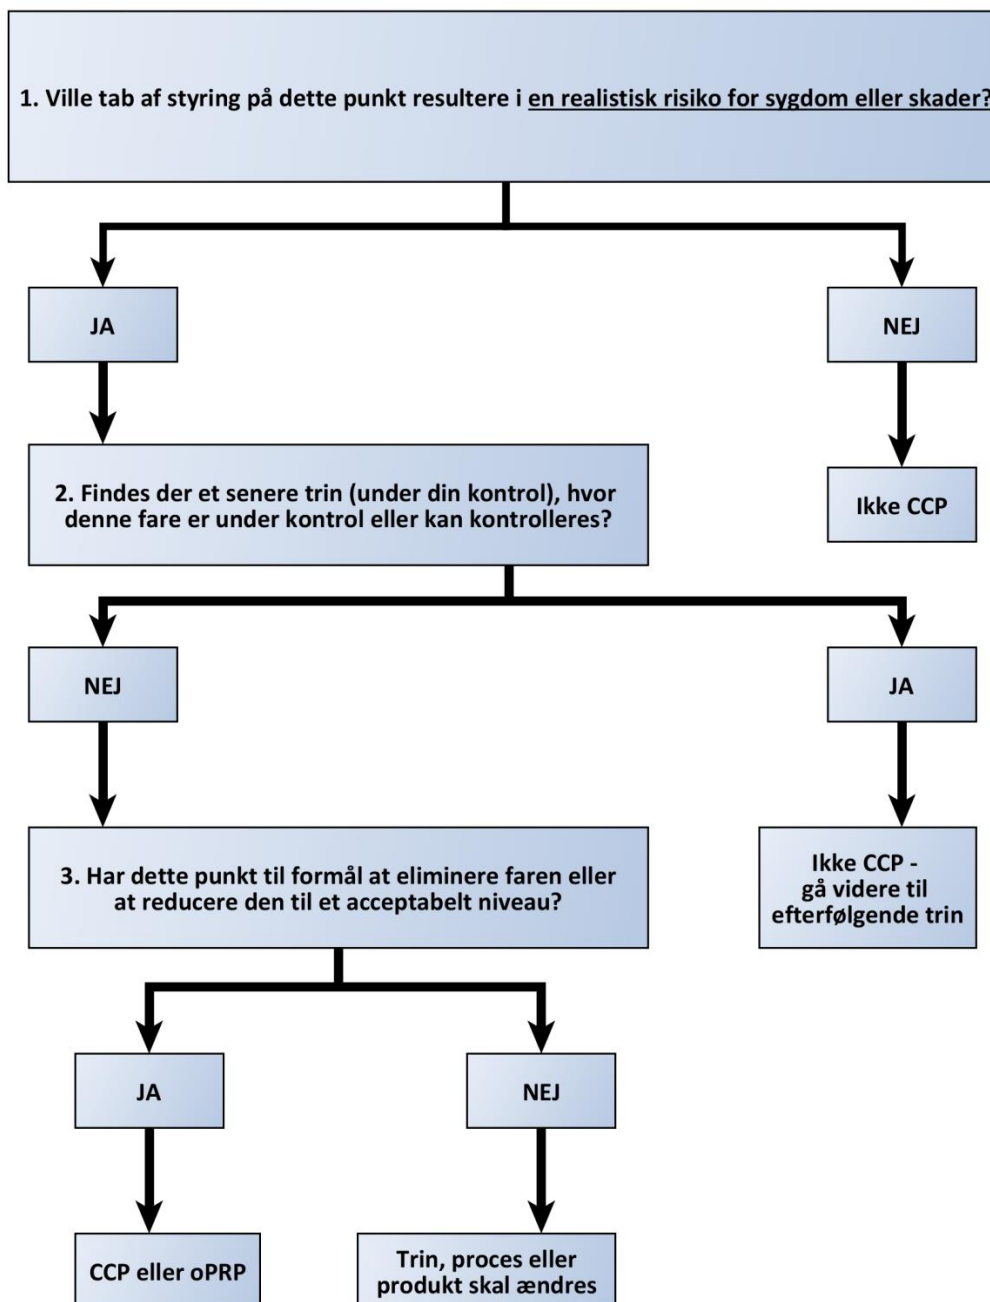 1. Ville tab af styring på dette punkt resultere i en realistisk risiko for sygdom eller skader?
JA
NEJ
2. Findes der et senere trin (under din kontrol), hvor
denne fare er under kontrol eller kan kontrolleres?
Ikke CCP
NEJ
JA
3. Har dette punkt til formål at eliminere faren eller
at reducere den til et acceptabelt niveau?
Ikke CCP -
gå videre til
efterfølgende trin
JA
NEJ
CCP eller oPRP
Trin, proces eller
produkt skal ændres